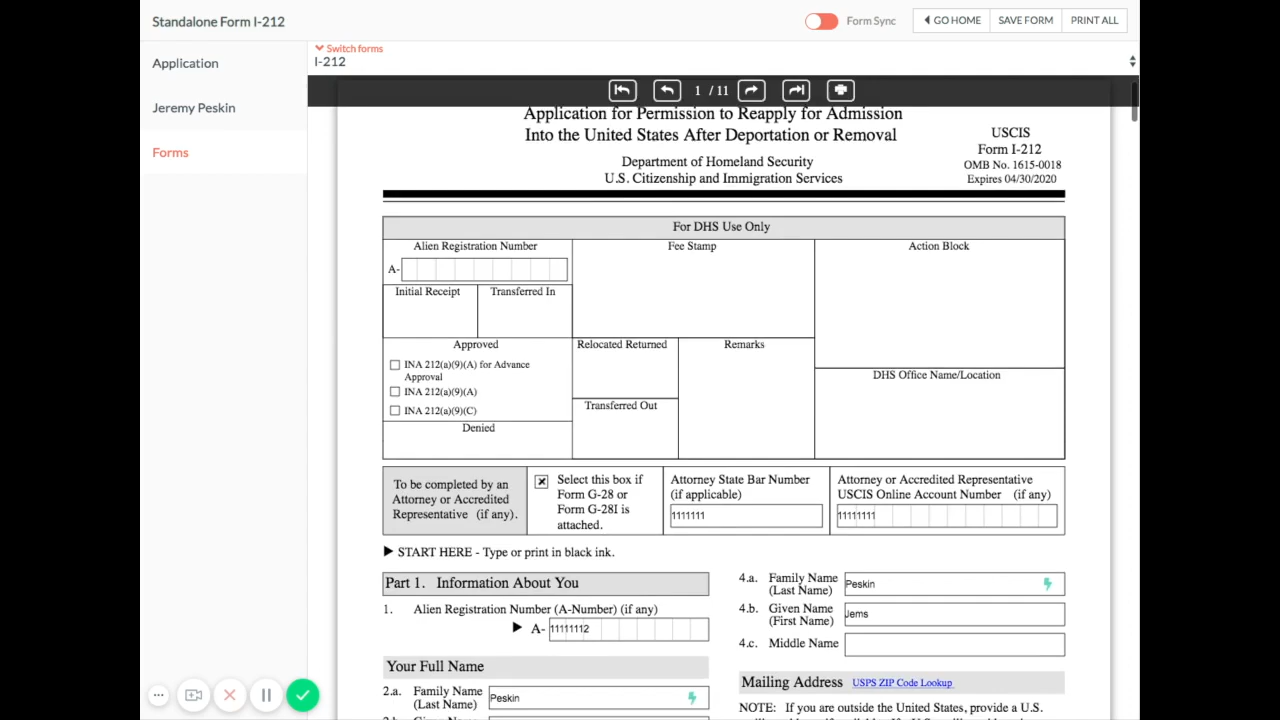 Standalone Form I-212
Form Sync
GO HOME
SAVE FORM
PRINT ALL
Application
Jeremy Peskin
Forms
Switch forms
I-212
1 / 11
Application for Permission to Reapply for Admission
Into the United States After Deportation or Removal
Department of Homeland Security
U.S. Citizenship and Immigration Services
USCIS
Form I-212
OMB No. 1615-0018
Expires 04/30/2020
For DHS Use Only
Alien Registration Number
A-
Initial Receipt
Transferred In
Approved
INA 212(a)(9)(A) for Advance
Approval
INA 212(a)(9)(A)
INA 212(a)(9)(C)
Denied
Fee Stamp
Relocated Returned
Transferred Out
Remarks
Action Block
DHS Office Name/Location
To be completed by an
Attorney or Accredited
Representative (if any).
Select this box if
Form G-28 or
Form G-28I is
attached.
Attorney State Bar Number
(if applicable)
1111111
Attorney or Accredited Representative
USCIS Online Account Number (if any)
11111111
START HERE - Type or print in black ink.
Part 1. Information About You
1. Alien Registration Number (A-Number) (if any)
A- 11111112
Your Full Name
2.a. Family Name
(Last Name)
Peskin
4.a. Family Name
(Last Name)
Peskin
4.b. Given Name
(First Name)
Jems
4.c. Middle Name
Mailing Address USPS ZIP Code Lookup
NOTE: If you are outside the United States, provide a U.S.